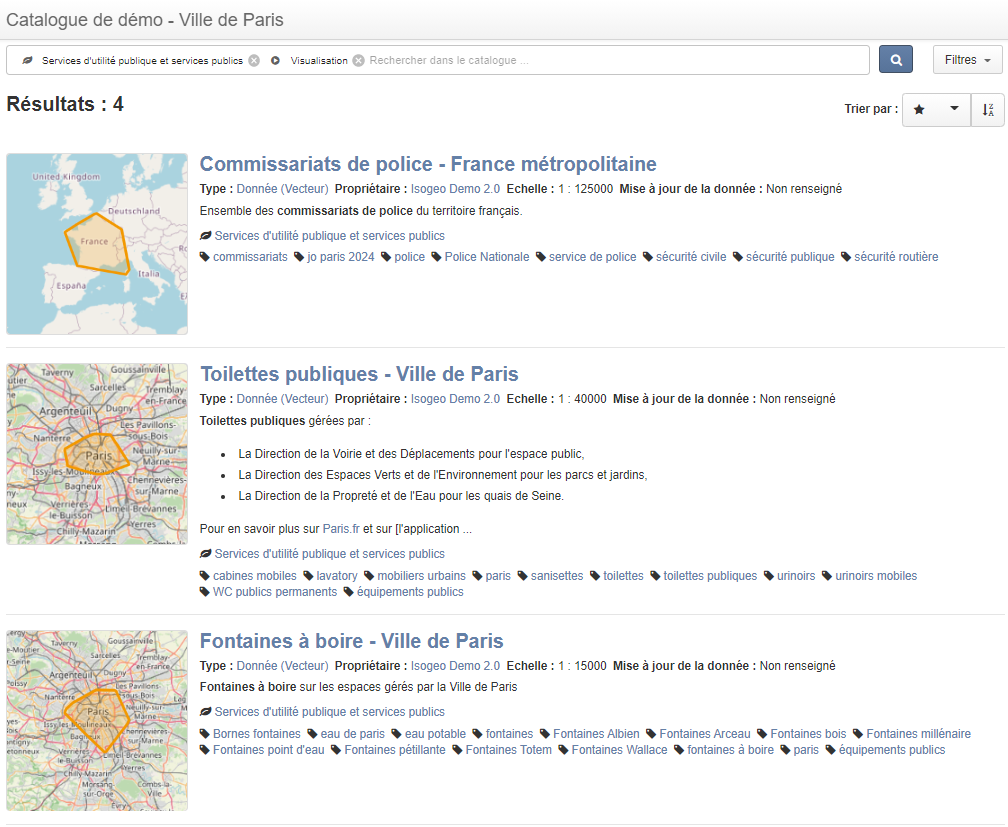 Catalogue de démo - Ville de Paris
Services d'utilité publique et services publics Visualisation Rechercher dans le catalogue ...
Filtres
Résultats : 4
Trier par :
United Kingdom
Deutschland
France
Italia
España
Commissariats de police - France métropolitaine
Type : Donnée (Vecteur) Propriétaire : Isogeo Demo 2.0 Echelle : 1 : 125000 Mise à jour de la donnée : Non renseigné
Ensemble des commissariats de police du territoire français.
Services d'utilité publique et services publics
commissariats jo paris 2024 police Police Nationale service de police sécurité civile sécurité publique sécurité routière
Taverny Goussainville
Sarcelles Tremblay-
en-France
Argenteuil Dugny
Les Pavillons-
Nanterre sous-Bois
Paris Neuilly-sur-
Marne
Issy-les-Moulineaux
Bagneux Chennevières-
sur-Marne
Verrières-
le-Buisson
Limeil-Brévannes
Yerres
Chilly-Mazarin
Toilettes publiques - Ville de Paris
Type : Donnée (Vecteur) Propriétaire : Isogeo Demo 2.0 Echelle : 1 : 40000 Mise à jour de la donnée : Non renseigné
Toilettes publiques gérées par :
• La Direction de la Voirie et des Déplacements pour l'espace public,
• La Direction des Espaces Verts et de l'Environnement pour les parcs et jardins,
• La Direction de la Propreté et de l'Eau pour les quais de Seine.
Pour en savoir plus sur Paris.fr et sur [l'application ...
Services d'utilité publique et services publics
cabines mobiles lavatory mobiliers urbains paris sanisettes toilettes toilettes publiques urinoirs urinoirs mobiles
WC publics permanents équipements publics
Taverny Goussainville
Tremblay-
en-France
Argenteuil
Les Pavillons-
Nanterre sous-Bois
Paris Neuilly-sur-
Marne
Issy-les-Moulineaux
Chennevières-
sur-Marne
Verrières-
le-Buisson
Limeil-Brévannes
Yerres
Chilly-Mazarin
Morsang-
sur-Orge
Combs-la-
Ville
Fontaines à boire - Ville de Paris
Type : Donnée (Vecteur) Propriétaire : Isogeo Demo 2.0 Echelle : 1 : 15000 Mise à jour de la donnée : Non renseigné
Fontaines à boire sur les espaces gérés par la Ville de Paris
Services d'utilité publique et services publics
Bornes fontaines eau de paris eau potable fontaines Fontaines Albien Fontaines Arceau Fontaines bois Fontaines millénaire
Fontaines point d'eau Fontaines pétillante Fontaines Totem Fontaines Wallace fontaines à boire paris équipements publics